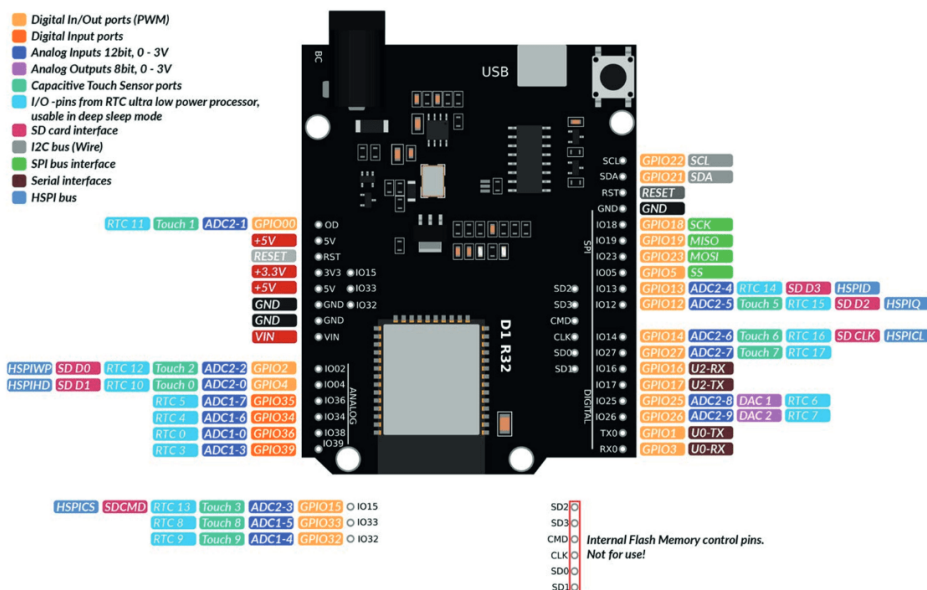 Digital In/Out ports (PWM)
Digital Input ports
Analog Inputs 12bit, 0 - 3V
Analog Outputs 8bit, 0 - 3V
Capacitive Touch Sensor ports
I/O -pins from RTC ultra low power processor,
usable in deep sleep mode
SD card interface
I2C bus (Wire)
SPI bus interface
Serial interfaces
HSPI bus
BC
USB
RTC 11 Touch 1 ADC2-1 GPIO00 OD
+5V 5V
RESET RST
+3.3V 3V3 IO15
+5V 5V IO33
GND GND IO32
GND GND
VIN VIN
HSPIWP SD D0 RTC 12 Touch 2 ADC2-2 GPIO2 IO02
HSPIHD SD D1 RTC 10 Touch 0 ADC2-0 GPIO4 IO04
RTC 5 ADC1-7 GPIO35 IO36
RTC 4 ADC1-6 GPIO34 IO34
RTC 0 ADC1-0 GPIO36 IO38
RTC 3 ADC1-3 GPIO39 IO39
ANALOG
D1 R32
SD2
SD3
CMD
CLK
SD0
SD1
SPI
DIGITAL
SCL GPIO22 SCL
SDA GPIO21 SDA
RST RESET
GND GND
IO18 GPIO18 SCK
IO19 GPIO19 MISO
IO23 GPIO23 MOSI
IO05 GPIO5 SS
IO13 GPIO13 ADC2-4 RTC 14 SD D3 HSPID
IO12 GPIO12 ADC2-5 Touch 5 RTC 15 SD D2 HSPIQ
IO14 GPIO14 ADC2-6 Touch 6 RTC 16 SD CLK HSPICL
IO27 GPIO27 ADC2-7 Touch 7 RTC 17
IO16 GPIO16 U2-RX
IO17 GPIO17 U2-TX
IO25 GPIO25 ADC2-8 DAC 1 RTC 6
IO26 GPIO26 ADC2-9 DAC 2 RTC 7
TX0 GPIO1 U0-TX
RX0 GPIO3 U0-RX
HSPICS SDCMD RTC 13 Touch 3 ADC2-3 GPIO15 IO15
RTC 8 Touch 8 ADC1-5 GPIO33 IO33
RTC 9 Touch 9 ADC1-4 GPIO32 IO32
SD2
SD3
CMD
CLK
SD0
SD1
Internal Flash Memory control pins.
Not for use!